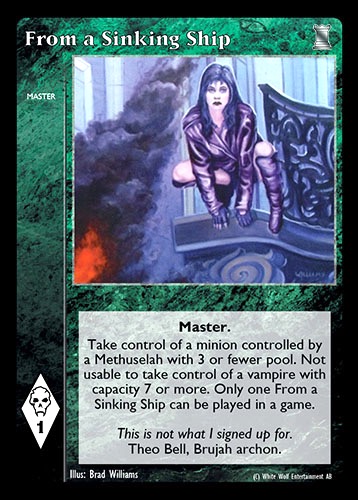 From a Sinking Ship
MASTER
WILLIAMS
Master.
Take control of a minion controlled by
a Methuselah with 3 or fewer pool. Not
usable to take control of a vampire with
capacity 7 or more. Only one From a
Sinking Ship can be played in a game.
This is not what I signed up for.
Theo Bell, Brujah archon.
1
Illus: Brad Williams
(C) White Wolf Entertainment AB